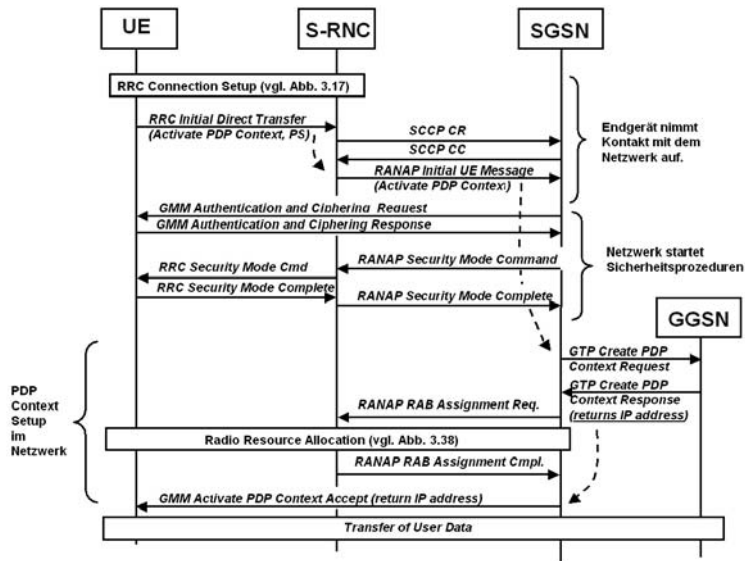 UE
S-RNC
SGSN
RRC Connection Setup (vgl. Abb. 3.17)
RRC Initial Direct Transfer
(Activate PDP Context, PS)
SCCP CR
SCCP CC
RANAP Initial UE Message
(Activate PDP Context)
Endgerät nimmt
Kontakt mit dem
Netzwerk auf.
GMM Authentication and Ciphering Request
GMM Authentication and Ciphering Response
RANAP Security Mode Command
RRC Security Mode Cmd
RRC Security Mode Complete
RANAP Security Mode Complete
Netzwerk startet
Sicherheitsprozeduren
GGSN
GTP Create PDP
Context Request
GTP Create PDP
Context Response
(returns IP address)
PDP
Context
Setup
im
Netzwerk
RANAP RAB Assignment Req.
Radio Resource Allocation (vgl. Abb. 3.38)
RANAP RAB Assignment Cmpl.
GMM Activate PDP Context Accept (return IP address)
Transfer of User Data